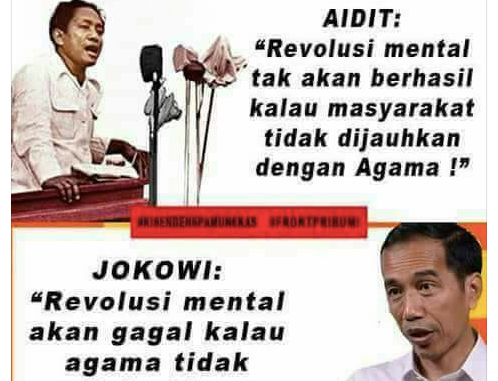 AIDIT:
“Revolusi mental
tak akan berhasil
kalau masyarakat
tidak dijauhkan
dengan Agama !”
#FRONTPRIBUMI
JOKOWI:
“Revolusi mental
akan gagal kalau
agama tidak